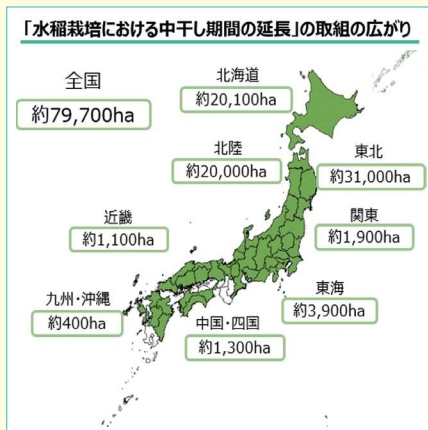 「水稲栽培における中干し期間の延長」の取組の広がり
全国
約79,700ha
北海道
約20,100ha
北陸
約20,000ha
東北
約31,000ha
近畿
約1,100ha
関東
約1,900ha
九州・沖縄
約400ha
東海
約3,900ha
中国・四国
約1,300ha